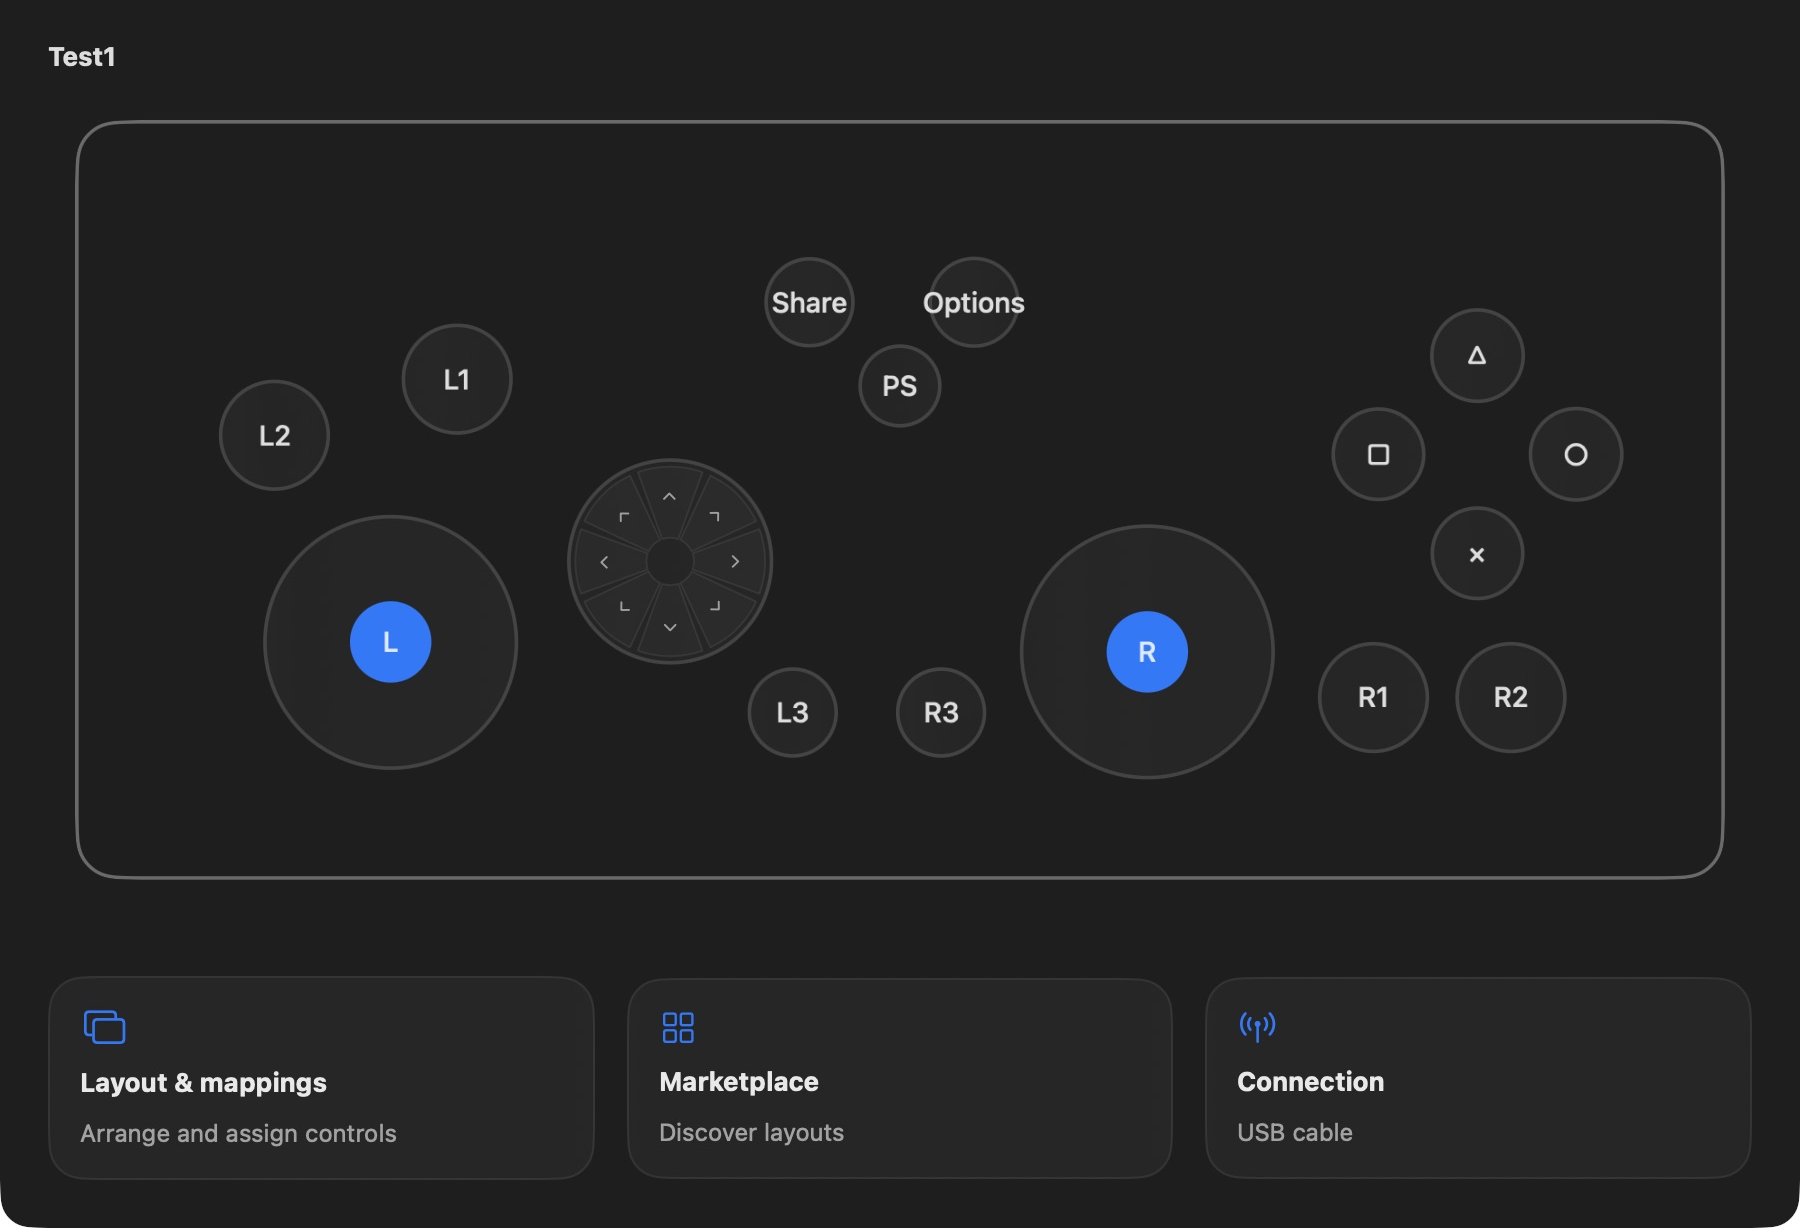 Test1
Share
Options
L1
PS
L2
L
R
L3
R3
R1
R2
Layout & mappings
Arrange and assign controls
Marketplace
Discover layouts
Connection
USB cable